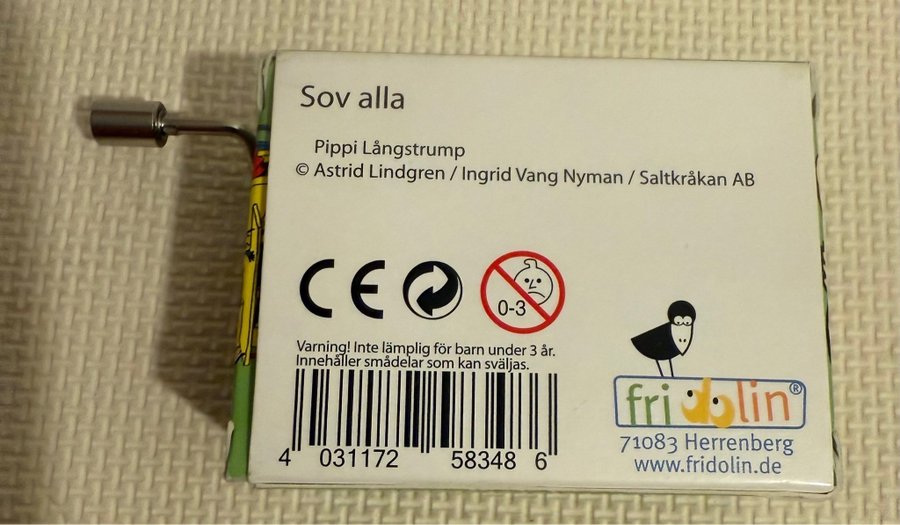 Sov alla
Pippi Långstrump
© Astrid Lindgren / Ingrid Vang Nyman / Saltkråkan AB
CE
0-3
Varning! Inte lämplig för barn under 3 år.
Innehåller smådelar som kan sväljas.
4 031172 58348 6
fridolin®
71083 Herrenberg
www.fridolin.de